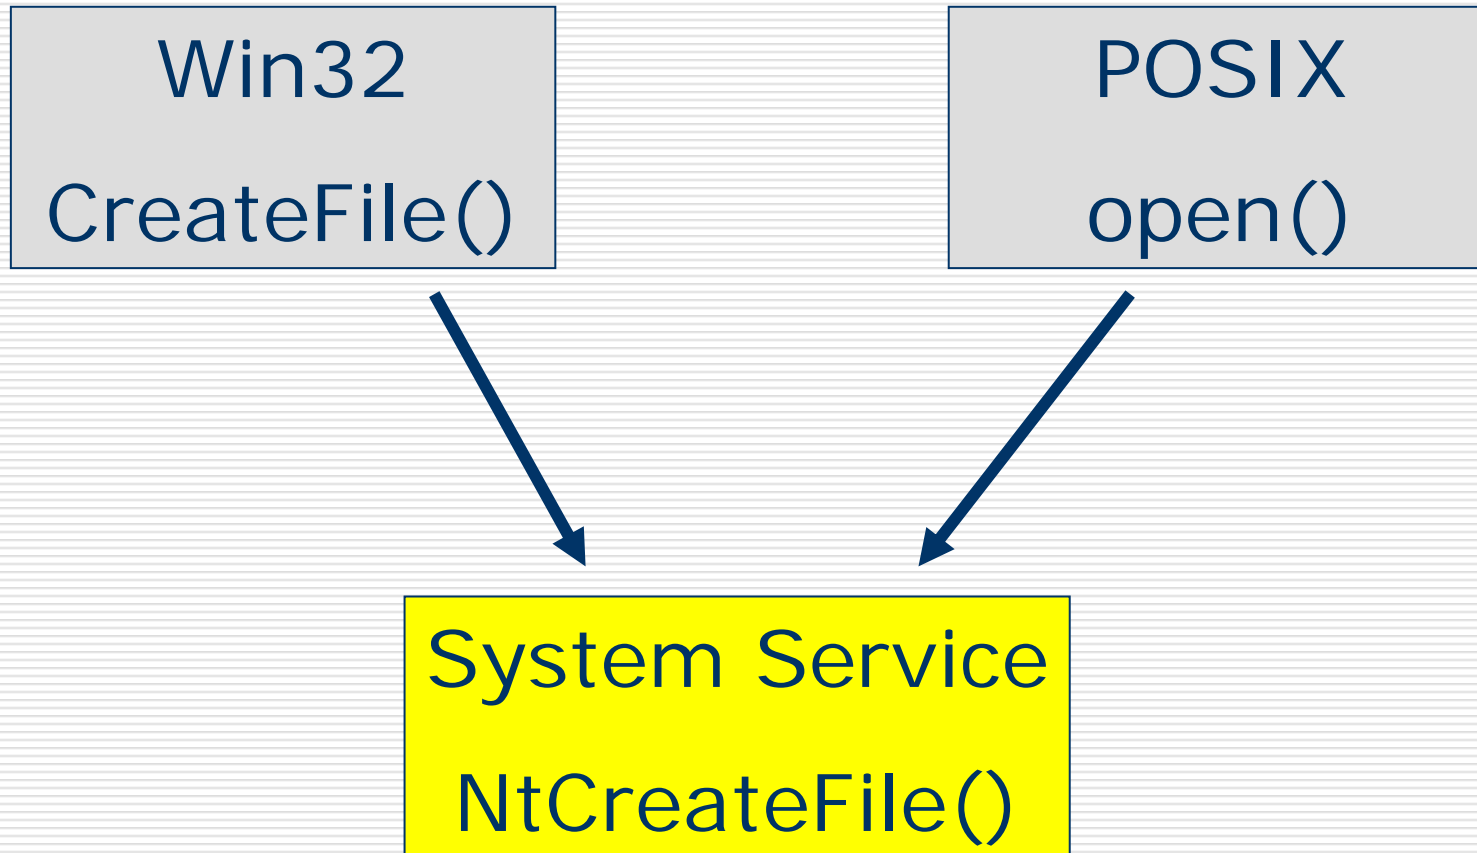 Win32
CreateFile()
POSIX
open()
System Service
NtCreateFile()